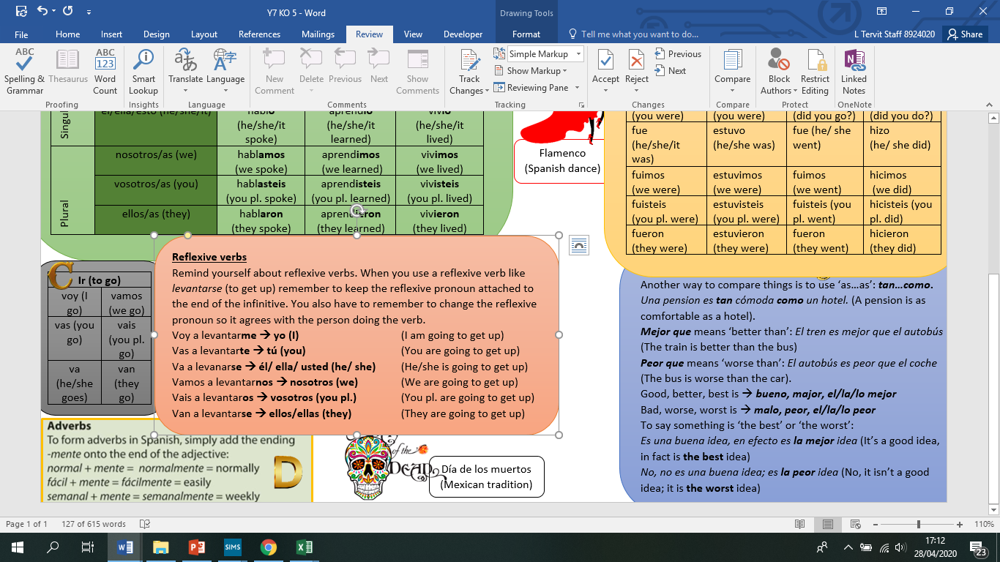 Y7 KO 5 - Word
Drawing Tools
File
Home
Insert
Design
Layout
References
Mailings
Review
View
Developer
Format
Tell me what you want to do...
L Tervit Staff 8924020
Share
ABC
Spelling &
Grammar
Thesaurus
ABC
123
Word
Count
Smart
Lookup
Translate
Language
New
Comment
Delete
Previous
Next
Show
Comments
Track
Changes
Simple Markup
Show Markup
Reviewing Pane
Accept
Reject
Previous
Next
Compare
Block
Authors
Restrict
Editing
Linked
Notes
Proofing
Insights
Language
Comments
Tracking
Changes
Compare
Protect
OneNote
Singul
él/ella/esto (he/she/it)
habló
(he/she/it
spoke)
aprendió
(he/she/it
learned)
vivió
(he/she/it
lived)
Plural
nosotros/as (we)
hablamos
(we spoke)
aprendimos
(we learned)
vivimos
(we lived)
vosotros/as (you)
hablasteis
(you pl. spoke)
aprendisteis
(you pl. learned)
vivisteis
(you pl. lived)
ellos/as (they)
hablaron
(they spoke)
aprendieron
(they learned)
vivieron
(they lived)
Flamenco
(Spanish dance)
(you were)
(you were)
(did you go?)
(did you do?)
fue
(he/she/it
was)
estuvo
(he/she was)
fue (he/ she
went)
hizo
(he/ she did)
fuimos
(we were)
estuvimos
(we were)
fuimos
(we went)
hicimos
(we did)
fuisteis
(you pl. were)
estuvisteis
(you pl. were)
fuisteis (you
pl. went)
hicisteis (you
pl. did)
fueron
(they were)
estuvieron
(they were)
fueron
(they went)
hicieron
(they did)
C
Ir (to go)
voy (I
go)
vamos
(we go)
vas (you
go)
vais
(you pl.
go)
va
(he/she
goes)
van
(they
go)
Reflexive verbs
Remind yourself about reflexive verbs. When you use a reflexive verb like
levantarse (to get up) remember to keep the reflexive pronoun attached to
the end of the infinitive. You also have to remember to change the reflexive
pronoun so it agrees with the person doing the verb.
Voy a levantarme → yo (I) (I am going to get up)
Vas a levantarte → tú (you) (You are going to get up)
Va a levanarse → él/ ella/ usted (he/ she) (He/she is going to get up)
Vamos a levantarnos → nosotros (we) (We are going to get up)
Vais a levantaros → vosotros (you pl.) (You pl. are going to get up)
Van a levantarse → ellos/ellas (they) (They are going to get up)
Another way to compare things is to use ‘as…as’: tan…como.
Una pension es tan cómoda como un hotel. (A pension is as
comfortable as a hotel).
Mejor que means ‘better than’: El tren es mejor que el autobús
(The train is better than the bus)
Peor que means ‘worse than’: El autobús es peor que el coche
(The bus is worse than the car).
Good, better, best is → bueno, major, el/la/lo mejor
Bad, worse, worst is → malo, peor, el/la/lo peor
To say something is ‘the best’ or ‘the worst’:
Es una buena idea, en efecto es la mejor idea (It’s a good idea,
in fact is the best idea)
No, no es una buena idea; es la peor idea (No, it isn’t a good
idea; it is the worst idea)
Adverbs
To form adverbs in Spanish, simply add the ending
-mente onto the end of the adjective:
normal + mente = normalmente = normally
fácil + mente = fácilmente = easily
semanal + mente = semanalmente = weekly
D
of the
DEAD
Día de los muertos
(Mexican tradition)
Page 1 of 1
127 of 615 words
110%
SIMS
17:12
28/04/2020
23